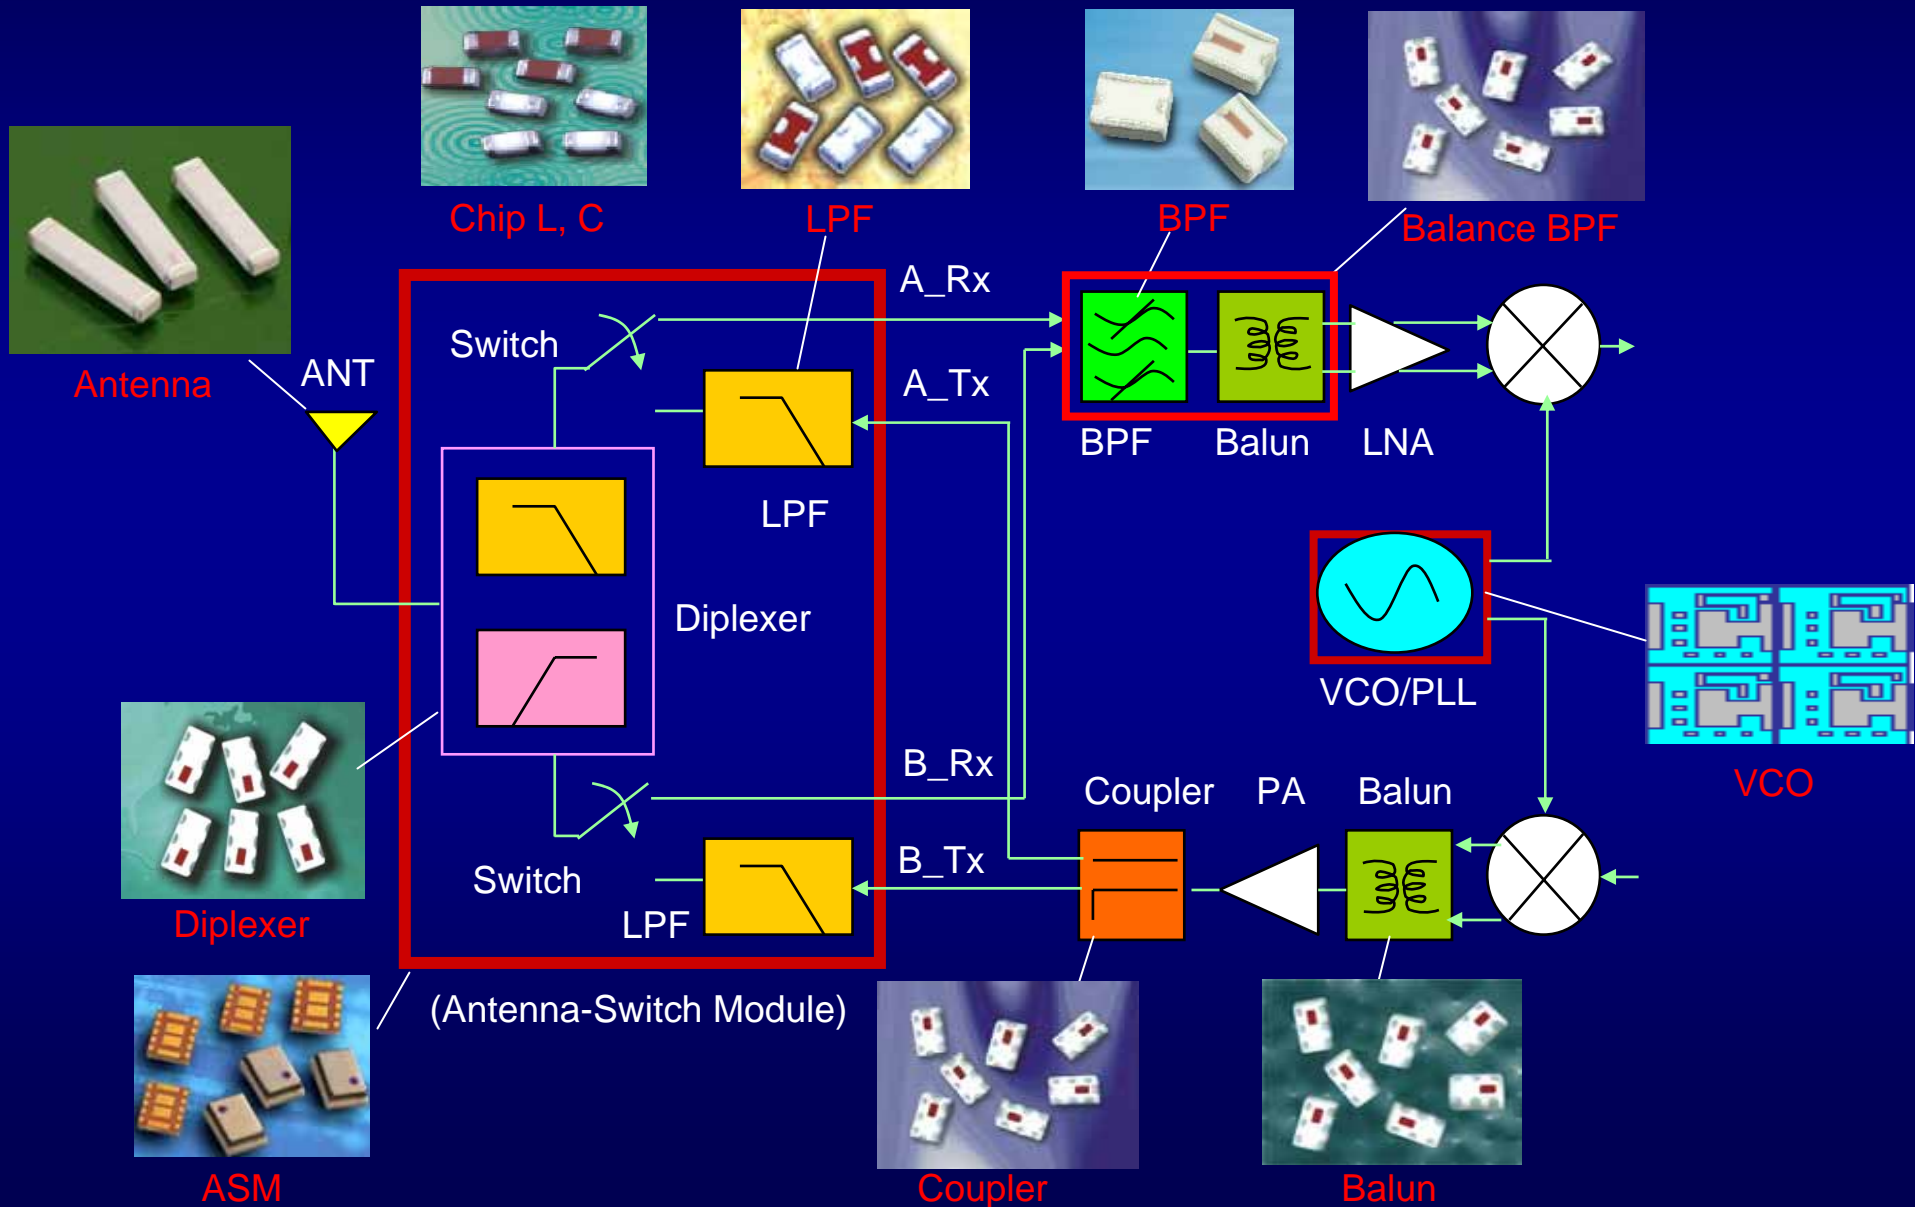 Chip L, C
LPF
BPF
Balance BPF
Antenna
ANT
Switch
A_Rx
A_Tx
LPF
BPF
Balun
LNA
Diplexer
VCO/PLL
VCO
B_Rx
Coupler
PA
Balun
Switch
B_Tx
LPF
Diplexer
(Antenna-Switch Module)
ASM
Coupler
Balun